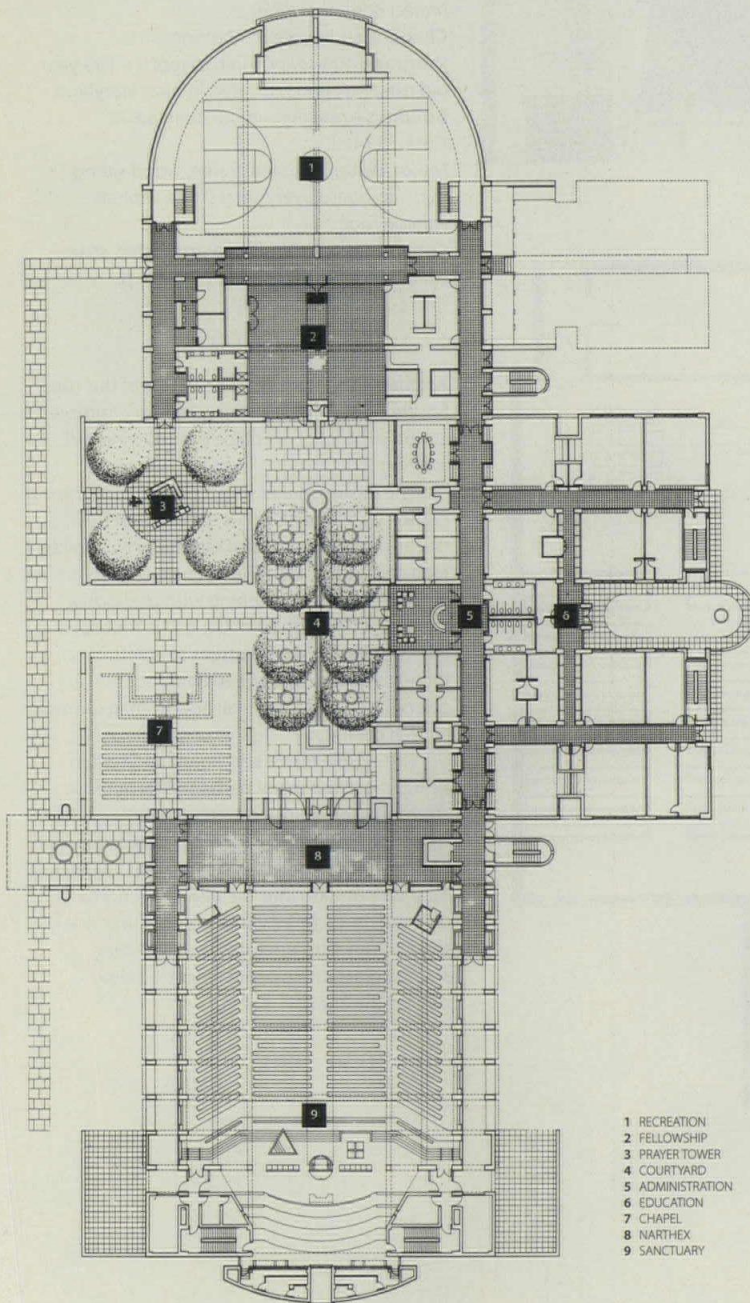 1
2
3
4
5
6
7
8
9
1 RECREATION
2 FELLOWSHIP
3 PRAYER TOWER
4 COURTYARD
5 ADMINISTRATION
6 EDUCATION
7 CHAPEL
8 NARTHEX
9 SANCTUARY